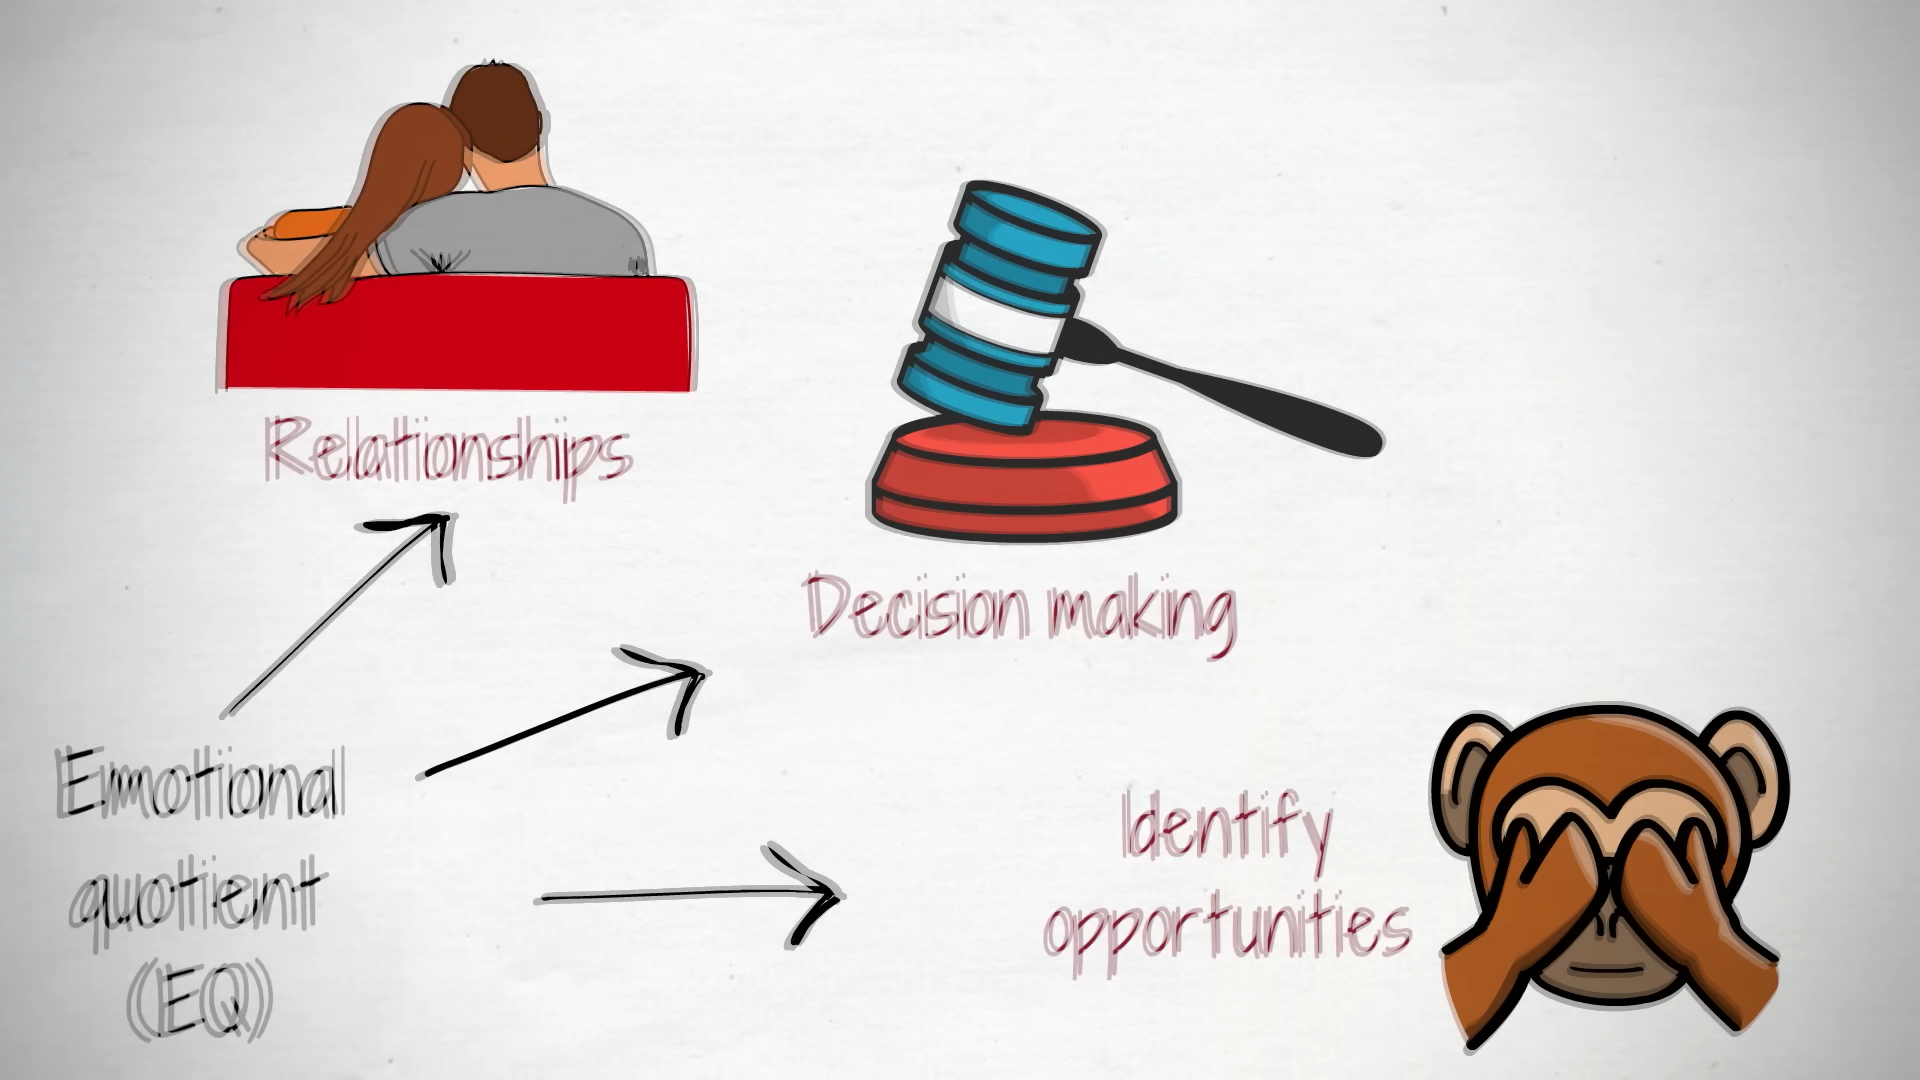 Relationships
Decision making
Emotional
quotient
(EQ)
Identify
opportunities